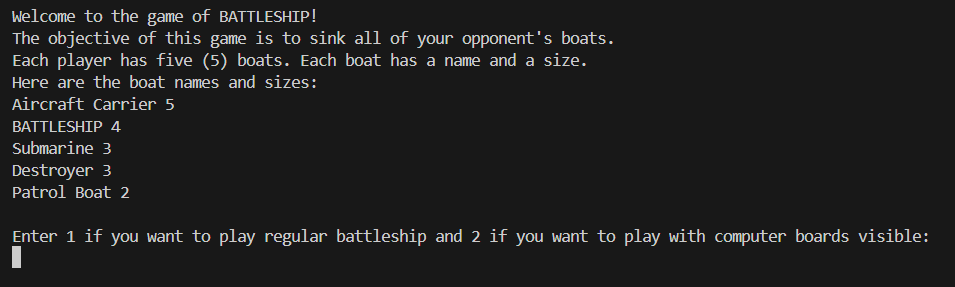 Welcome to the game of BATTLESHIP!
The objective of this game is to sink all of your opponent's boats.
Each player has five (5) boats. Each boat has a name and a size.
Here are the boat names and sizes:
Aircraft Carrier 5
BATTLESHIP 4
Submarine 3
Destroyer 3
Patrol Boat 2
Enter 1 if you want to play regular battleship and 2 if you want to play with computer boards visible: